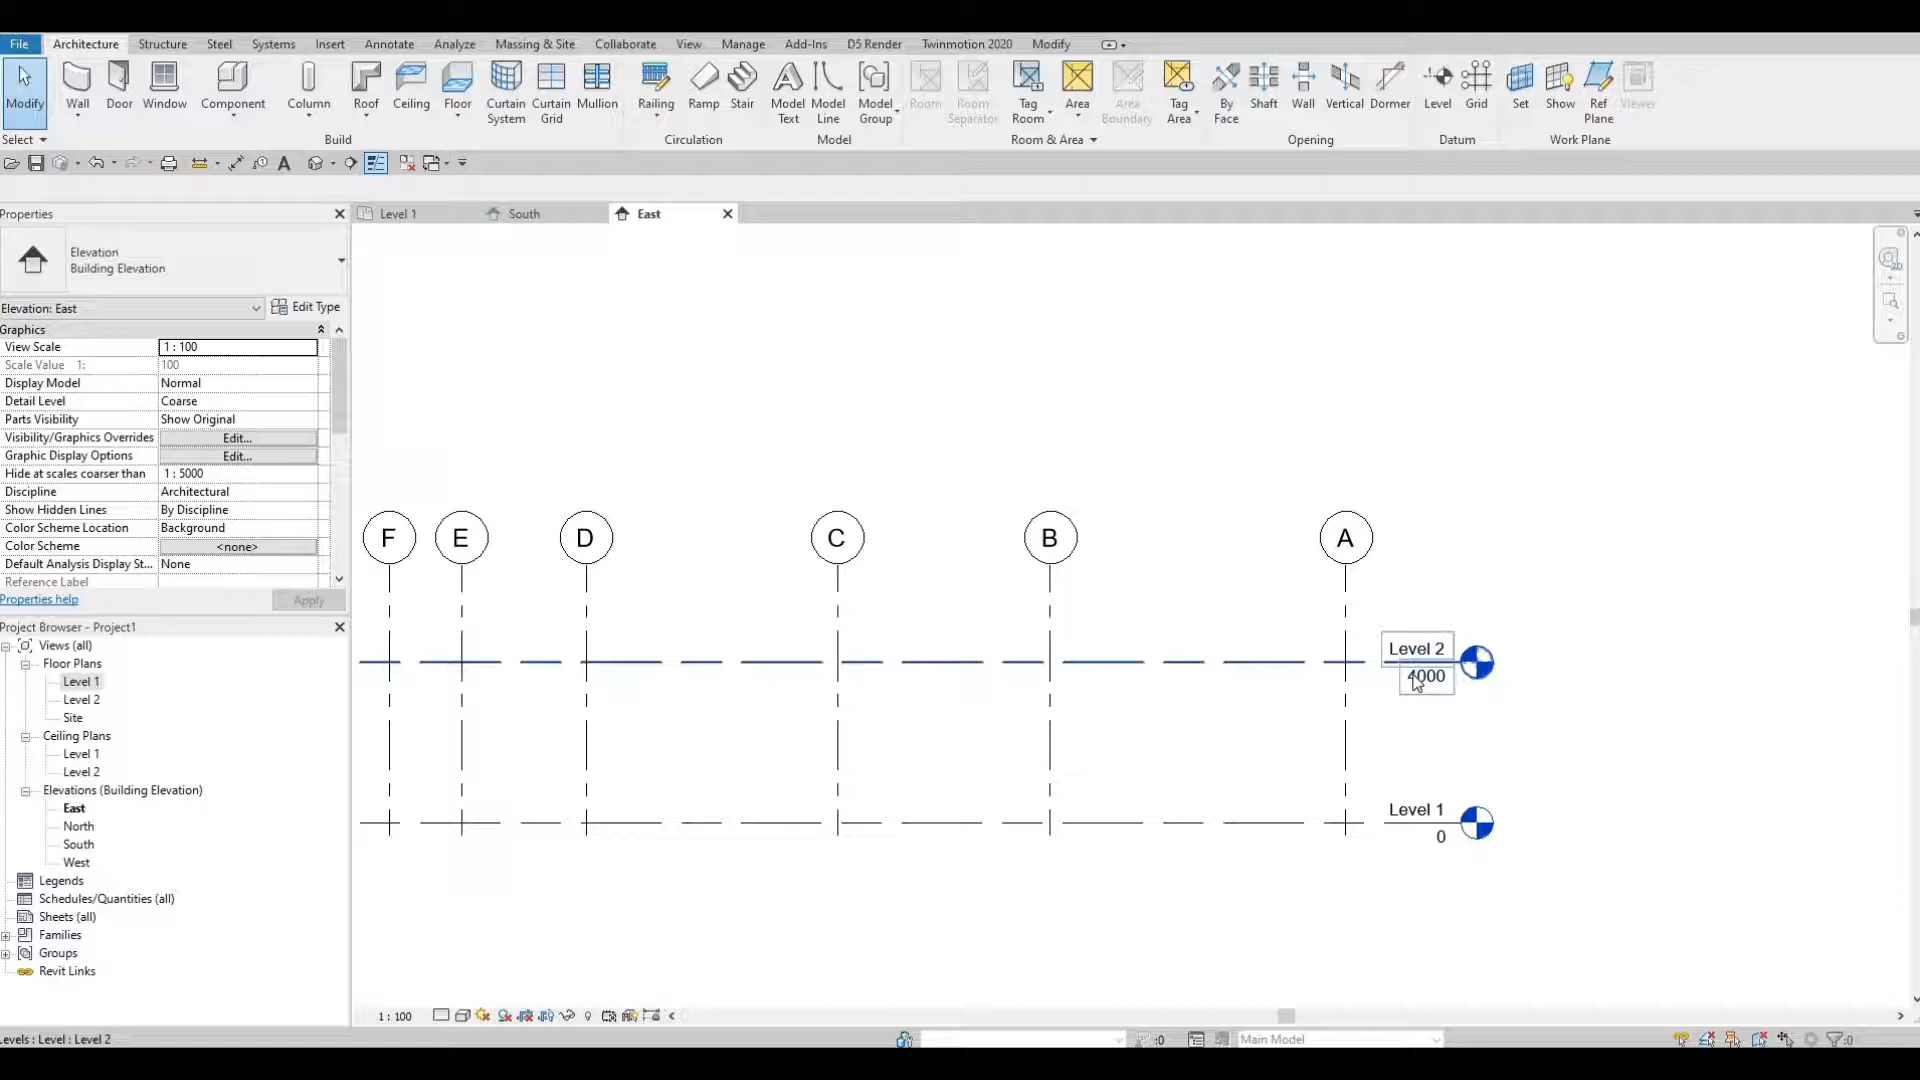 File Architecture Structure Steel Systems Insert Annotate Analyze Massing & Site Collaborate View Manage Add-Ins D5 Render Twinmotion 2020 Modify
Modify Wall Door Window Component Column Roof Ceiling Floor Curtain System Curtain Grid Mullion Railing Ramp Stair Model Text Model Line Model Group Room Room Separator Tag Room Area Area Boundary Tag Area By Face Shaft Wall Vertical Dormer Level Grid Set Show Ref Plane Viewer
Select Build Circulation Model Room & Area Opening Datum Work Plane
Properties
Level 1 South East
Elevation
Building Elevation
Elevation: East Edit Type
Graphics
View Scale 1 : 100
Scale Value 1: 100
Display Model Normal
Detail Level Coarse
Parts Visibility Show Original
Visibility/Graphics Overrides Edit...
Graphic Display Options Edit...
Hide at scales coarser than 1 : 5000
Discipline Architectural
Show Hidden Lines By Discipline
Color Scheme Location Background
Color Scheme <none>
Default Analysis Display St... None
Reference Label
Properties help Apply
Project Browser - Project1
Views (all)
Floor Plans
Level 1
Level 2
Site
Ceiling Plans
Level 1
Level 2
Elevations (Building Elevation)
East
North
South
West
Legends
Schedules/Quantities (all)
Sheets (all)
Families
Groups
Revit Links
F E D C B A
Level 2
4000
Level 1
0
1 : 100
Levels : Level : Level 2 :0 Main Model :0